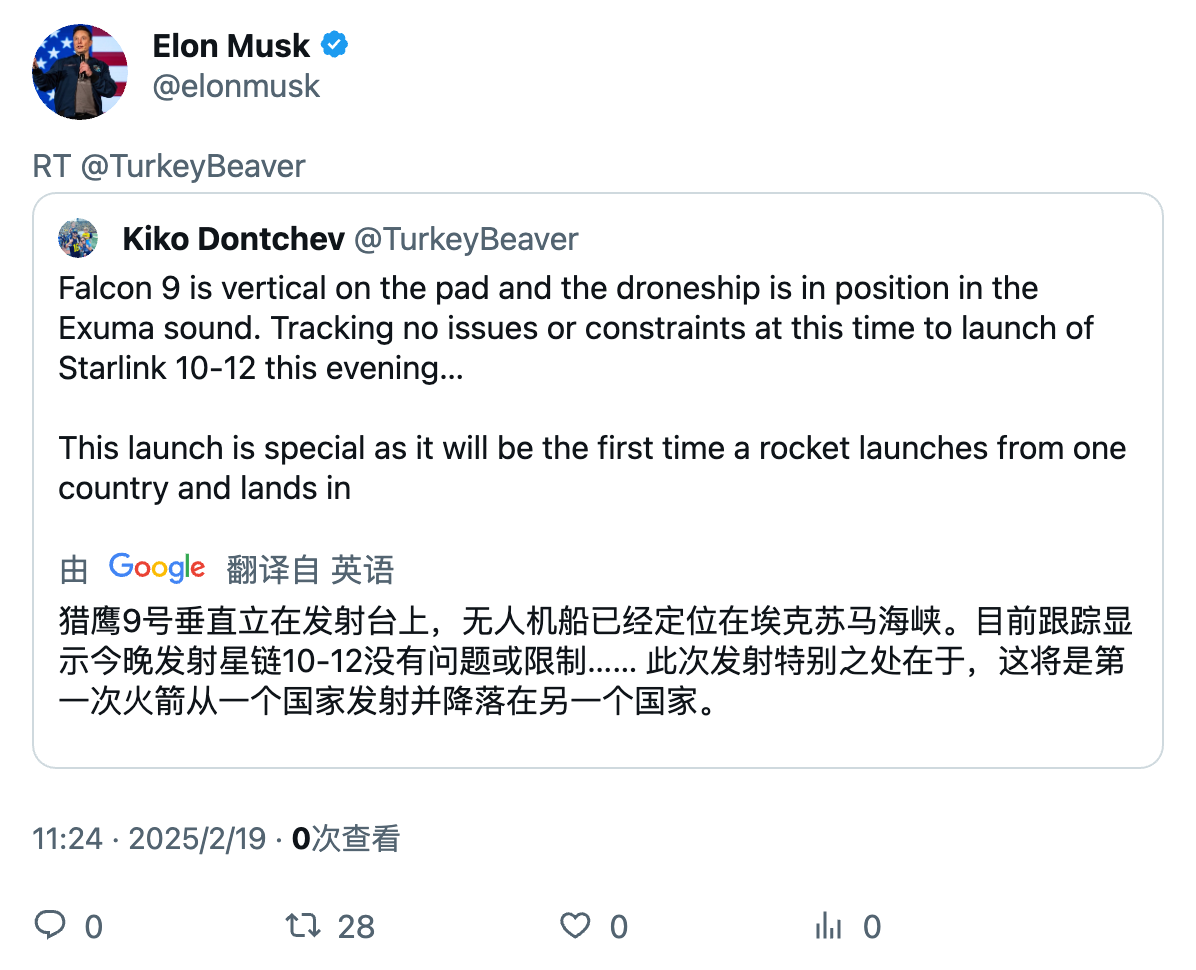 Elon Musk
@elonmusk
RT @TurkeyBeaver
Kiko Dontchev @TurkeyBeaver
Falcon 9 is vertical on the pad and the droneship is in position in the
Exuma sound. Tracking no issues or constraints at this time to launch of
Starlink 10-12 this evening...
This launch is special as it will be the first time a rocket launches from one
country and lands in
由 Google 翻译自 英语
猎鹰9号垂直立在发射台上，无人机船已经定位在埃克苏马海峡。目前跟踪显
示今晚发射星链10-12没有问题或限制…… 此次发射特别之处在于，这将是第
一次火箭从一个国家发射并降落在另一个国家。
11:24 · 2025/2/19 · 0次查看
0 28 0 0